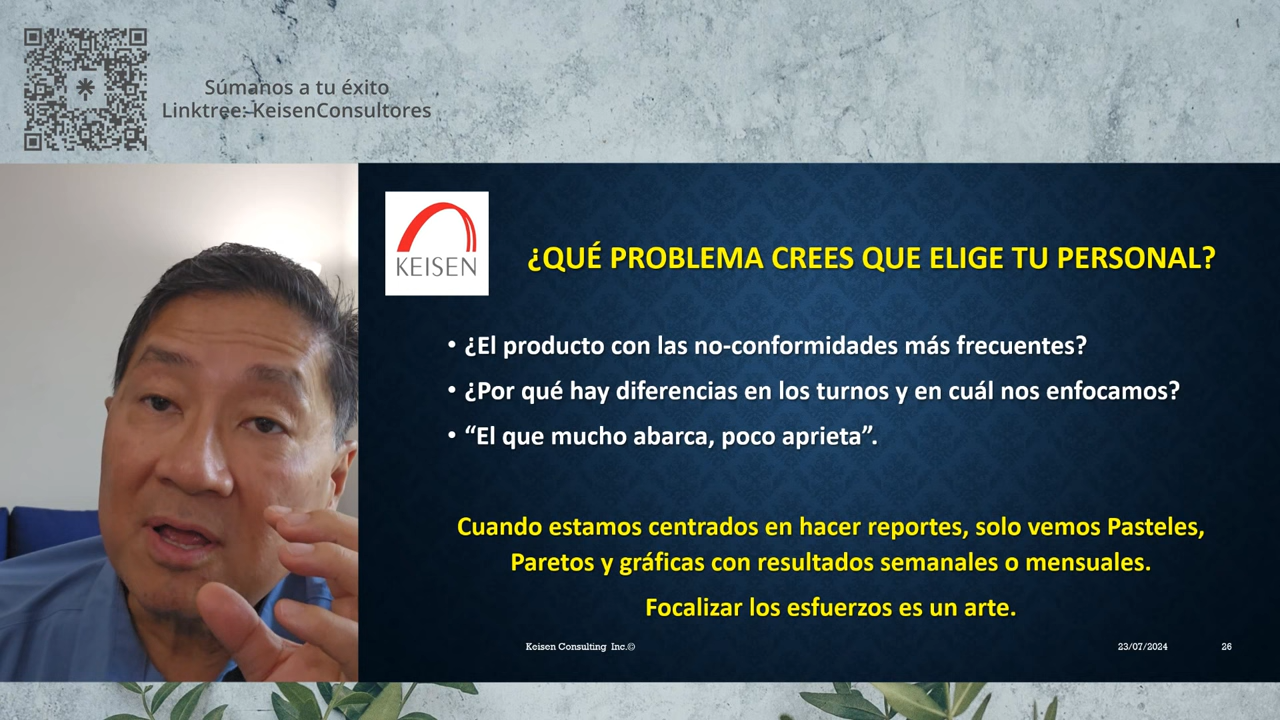 Súmanos a tu éxito
Linktree: KeisenConsultores
KEISEN
¿QUÉ PROBLEMA CREES QUE ELIGE TU PERSONAL?
• ¿El producto con las no-conformidades más frecuentes?
• ¿Por qué hay diferencias en los turnos y en cuál nos enfocamos?
• “El que mucho abarca, poco aprieta”.
Cuando estamos centrados en hacer reportes, solo vemos Pasteles,
Paretos y gráficas con resultados semanales o mensuales.
Focalizar los esfuerzos es un arte.
Keisen Consulting Inc.© 23/07/2024 26